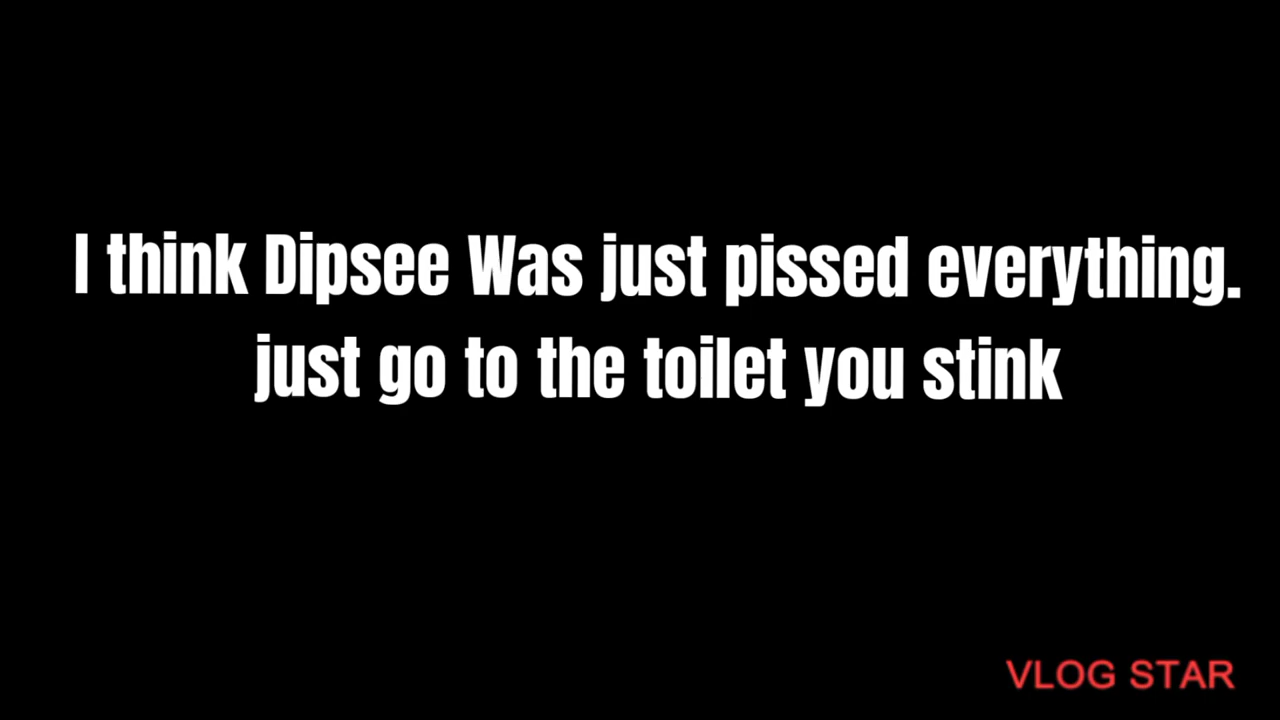 I think Dipsee Was just pissed everything.
just go to the toilet you stink
VLOG STAR